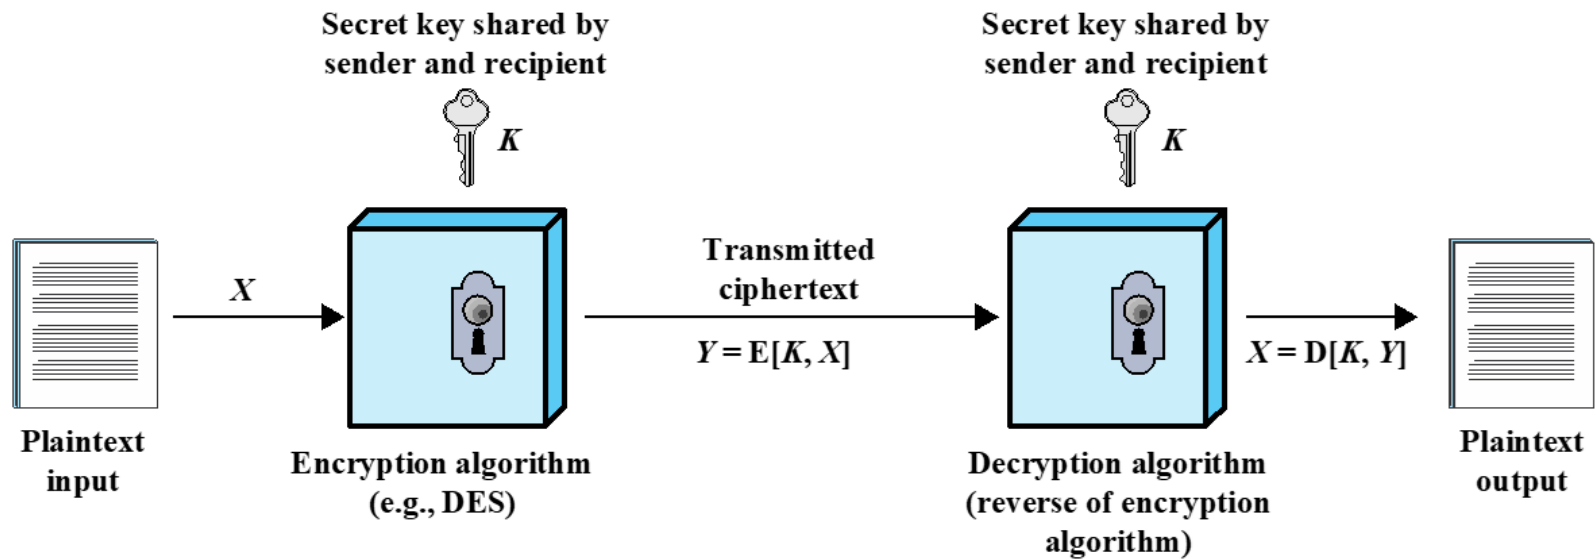 Secret key shared by
sender and recipient
K
Secret key shared by
sender and recipient
K
X
Transmitted
ciphertext
Y = E[K, X]
X = D[K, Y]
Plaintext
input
Encryption algorithm
(e.g., DES)
Decryption algorithm
(reverse of encryption
algorithm)
Plaintext
output